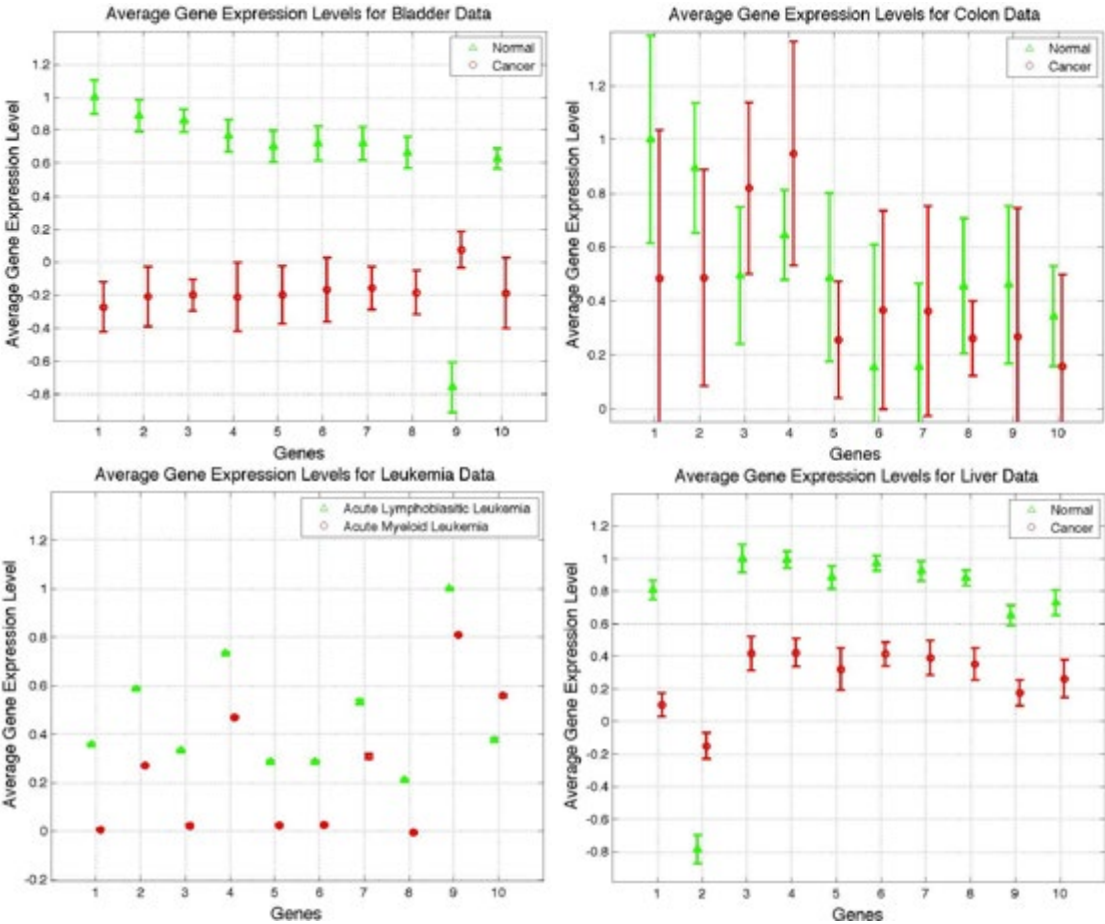 Average Gene Expression Levels for Bladder Data
Normal
Cancer
1.2
1
0.8
0.6
0.4
0.2
0
-0.2
-0.4
-0.6
-0.8
Average Gene Expression Level
1 2 3 4 5 6 7 8 9 10
Genes
Average Gene Expression Levels for Colon Data
Normal
Cancer
1.2
1
0.8
0.6
0.4
0.2
0
Average Gene Expression Level
1 2 3 4 5 6 7 8 9 10
Genes
Average Gene Expression Levels for Leukemia Data
Acute Lymphoblasitic Leukemia
Acute Myeloid Leukemia
1.2
1
0.8
0.6
0.4
0.2
0
-0.2
Average Gene Expression Level
1 2 3 4 5 6 7 8 9 10
Genes
Average Gene Expression Levels for Liver Data
Normal
Cancer
1.2
1
0.8
0.6
0.4
0.2
0
-0.2
-0.4
-0.6
-0.8
Average Gene Expression Level
1 2 3 4 5 6 7 8 9 10
Genes